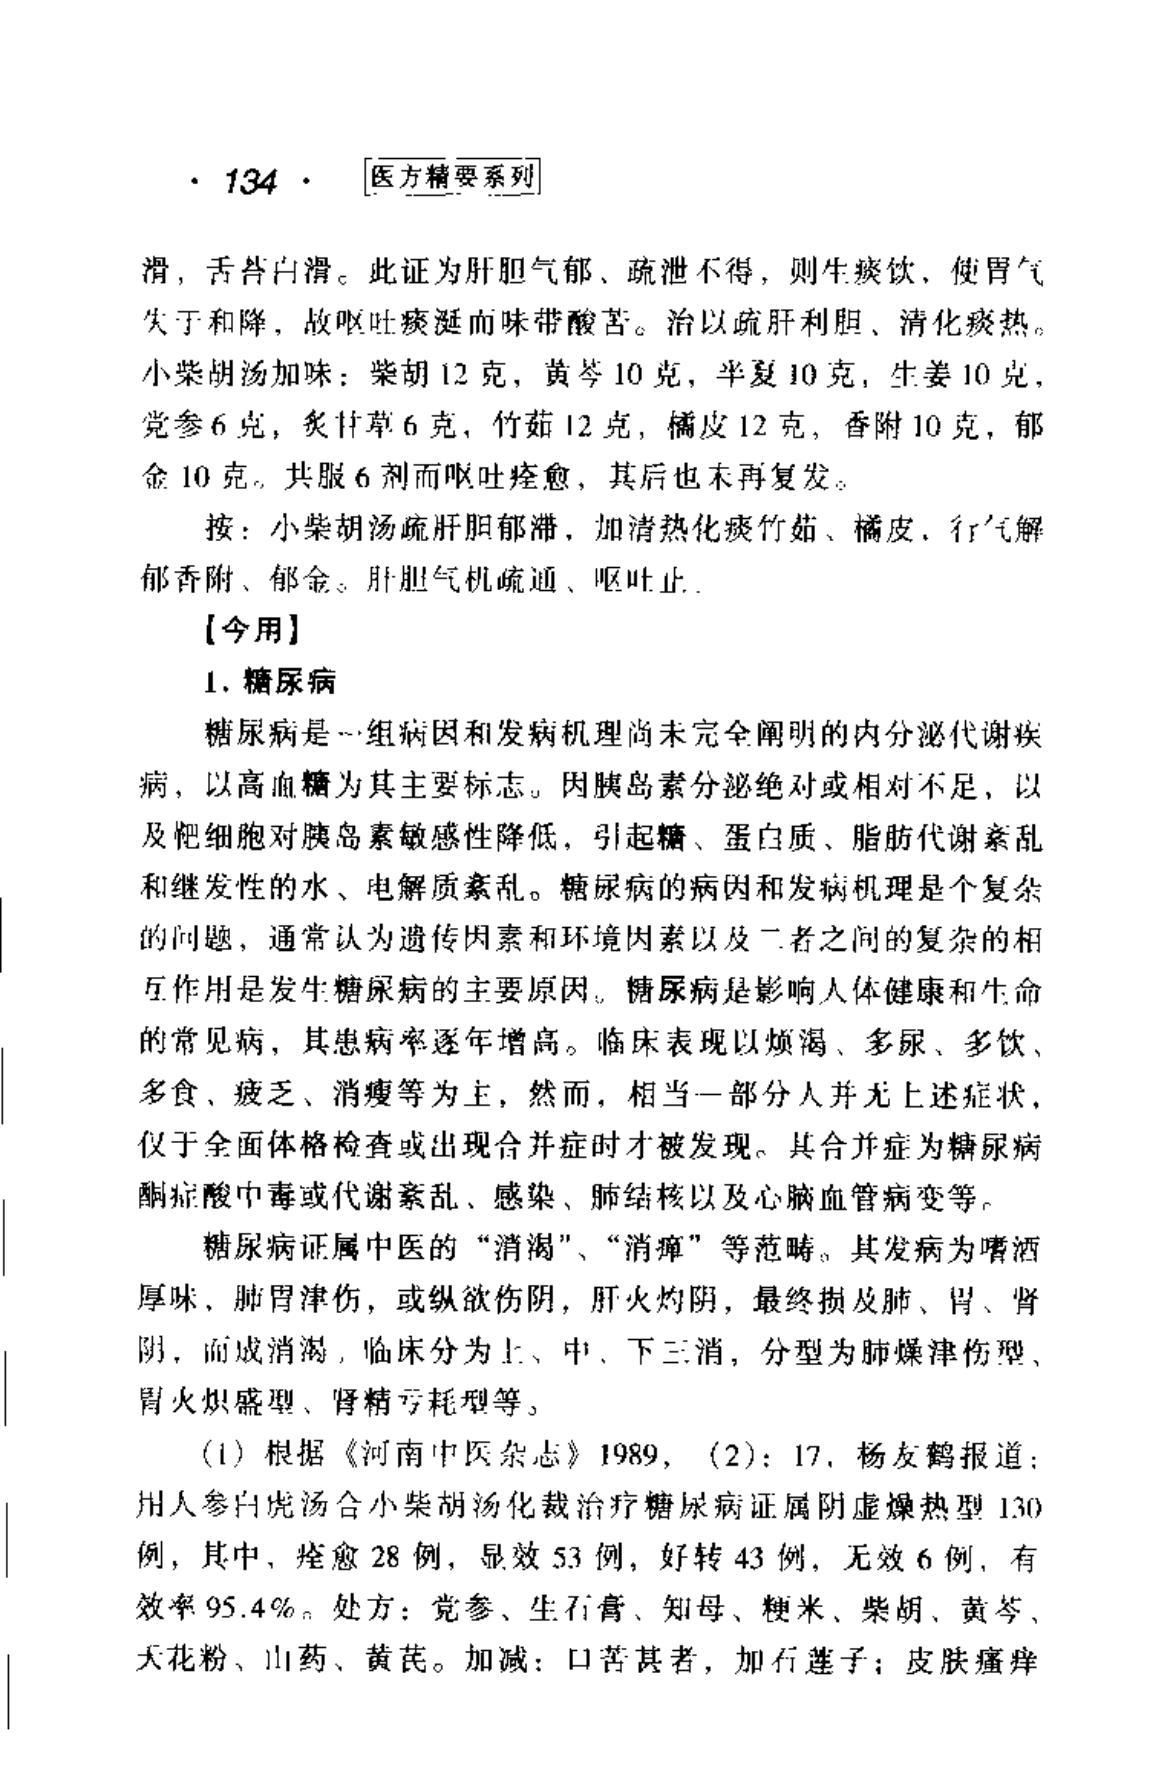 · 134 · 医方精要系列
滑，舌苔白滑。此证为肝胆气郁、疏泄不得，则生痰饮，使胃气
失于和降，故呕吐痰涎而味带酸苦。治以疏肝利胆、清化痰热。
小柴胡汤加味：柴胡 12 克，黄芩 10 克，半夏 10 克，生姜 10 克，
党参 6 克，炙甘草 6 克，竹茹 12 克，橘皮 12 克，香附 10 克，郁
金 10 克。共服 6 剂而呕吐痊愈，其后也未再复发。
按：小柴胡汤疏肝胆郁滞，加清热化痰竹茹、橘皮，行气解
郁香附、郁金。肝胆气机疏通、呕吐止.
【今用】
1. 糖尿病
糖尿病是一组病因和发病机理尚未完全阐明的内分泌代谢疾
病，以高血糖为其主要标志。因胰岛素分泌绝对或相对不足，以
及靶细胞对胰岛素敏感性降低，引起糖、蛋白质、脂肪代谢紊乱
和继发性的水、电解质紊乱。糖尿病的病因和发病机理是个复杂
的问题，通常认为遗传因素和环境因素以及二者之间的复杂的相
互作用是发生糖尿病的主要原因。糖尿病是影响人体健康和生命
的常见病，其患病率逐年增高。临床表现以烦渴、多尿、多饮、
多食、疲乏、消瘦等为主，然而，相当一部分人并无上述症状，
仅于全面体格检查或出现合并症时才被发现。其合并症为糖尿病
酮症酸中毒或代谢紊乱、感染、肺结核以及心脑血管病变等。
糖尿病证属中医的“消渴”、“消瘅”等范畴。其发病为嗜酒
厚味、肺胃津伤，或纵欲伤阴，肝火灼阴，最终损及肺、胃、肾
阴，而成消渴，临床分为上、中、下三消，分型为肺燥津伤型、
胃火炽盛型、肾精亏耗型等。
（1）根据《河南中医杂志》1989，（2）：17，杨友鹤报道：
用人参白虎汤合小柴胡汤化裁治疗糖尿病证属阴虚燥热型 130
例，其中，痊愈 28 例，显效 53 例，好转 43 例，无效 6 例，有
效率 95.4%。处方：党参、生石膏、知母、粳米、柴胡、黄芩、
天花粉、山药、黄芪。加减：口苦甚者，加石莲子；皮肤瘙痒